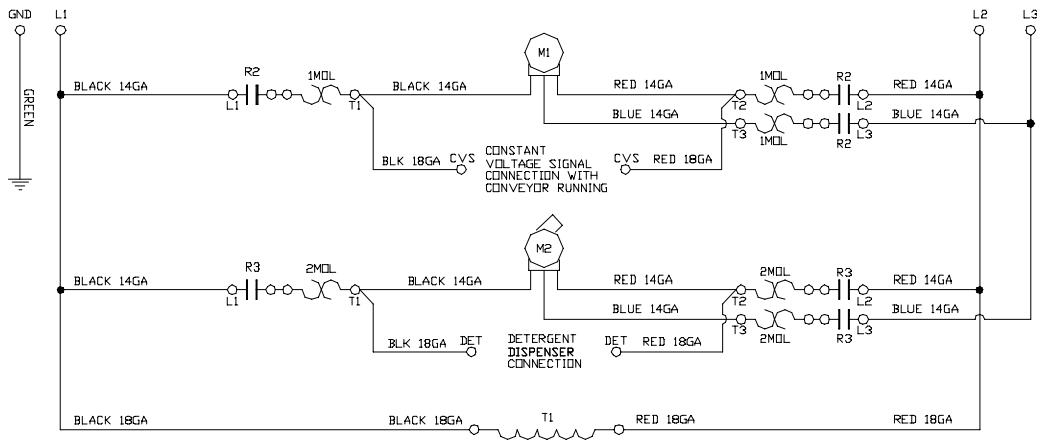 GND L1 L2 L3
GREEN
M1
R2 1MOL 1MOL R2
BLACK 14GA BLACK 14GA RED 14GA RED 14GA
L1 T1 T2 L2
BLUE 14GA BLUE 14GA
T3 L3
1MOL R2
BLK 18GA CVS CVS RED 18GA
CONSTANT
VOLTAGE SIGNAL
CONNECTION WITH
CONVEYOR RUNNING
M2
R3 2MOL 2MOL R3
BLACK 14GA BLACK 14GA RED 14GA RED 14GA
L1 T1 T2 L2
BLUE 14GA BLUE 14GA
T3 L3
2MOL R3
BLK 18GA DET DET RED 18GA
DETERGENT
DISPENSER
CONNECTION
T1
BLACK 18GA BLACK 18GA RED 18GA RED 18GA